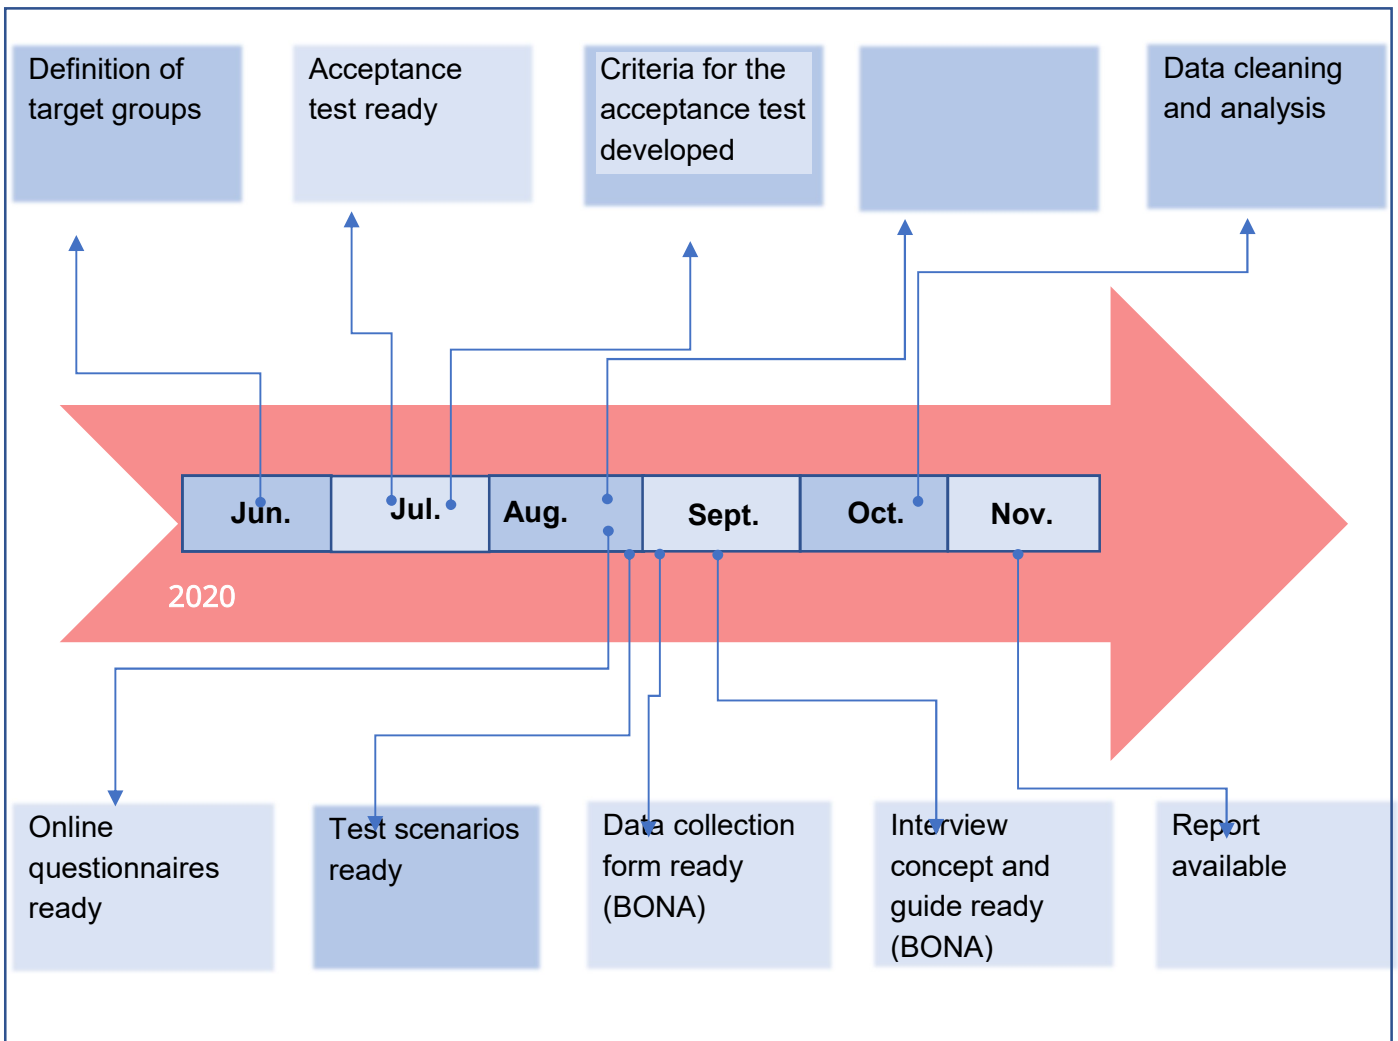 Definition of
target groups
Acceptance
test ready
Criteria for the
acceptance test
developed
Data cleaning
and analysis
Jun.
Jul.
Aug.
Sept.
Oct.
Nov.
2020
Online
questionnaires
ready
Test scenarios
ready
Data collection
form ready
(BONA)
Interview
concept and
guide ready
(BONA)
Report
available